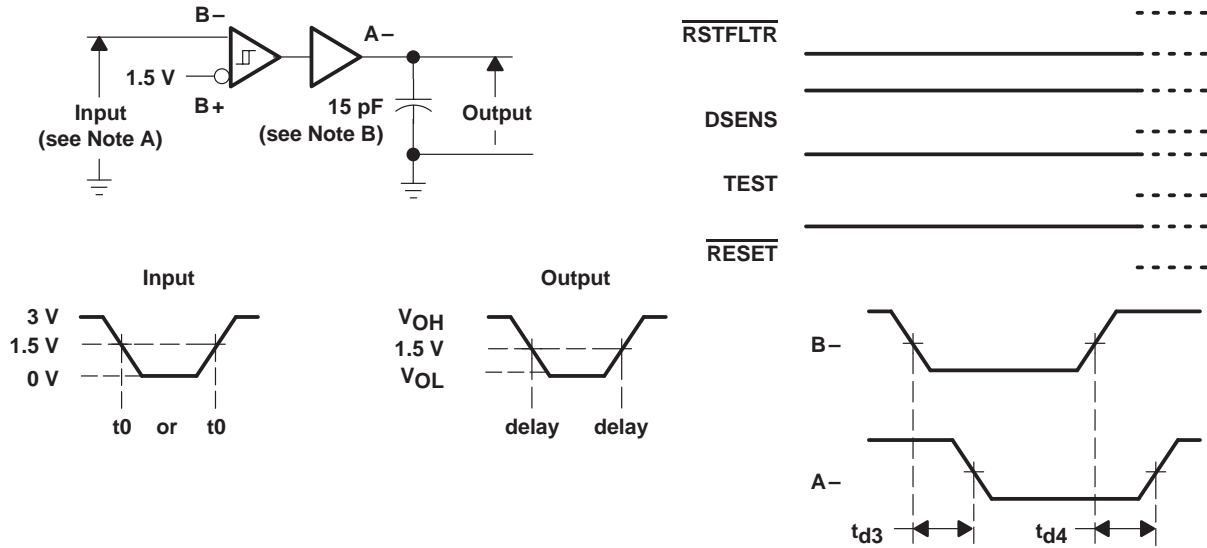 B–
A–
1.5 V
B+
Input
(see Note A)
15 pF
(see Note B)
Output
RSTFLTR
DSENS
TEST
RESET
Input
3 V
1.5 V
0 V
t0 or t0
Output
VOH
1.5 V
VOL
delay delay
B–
A–
td3
td4